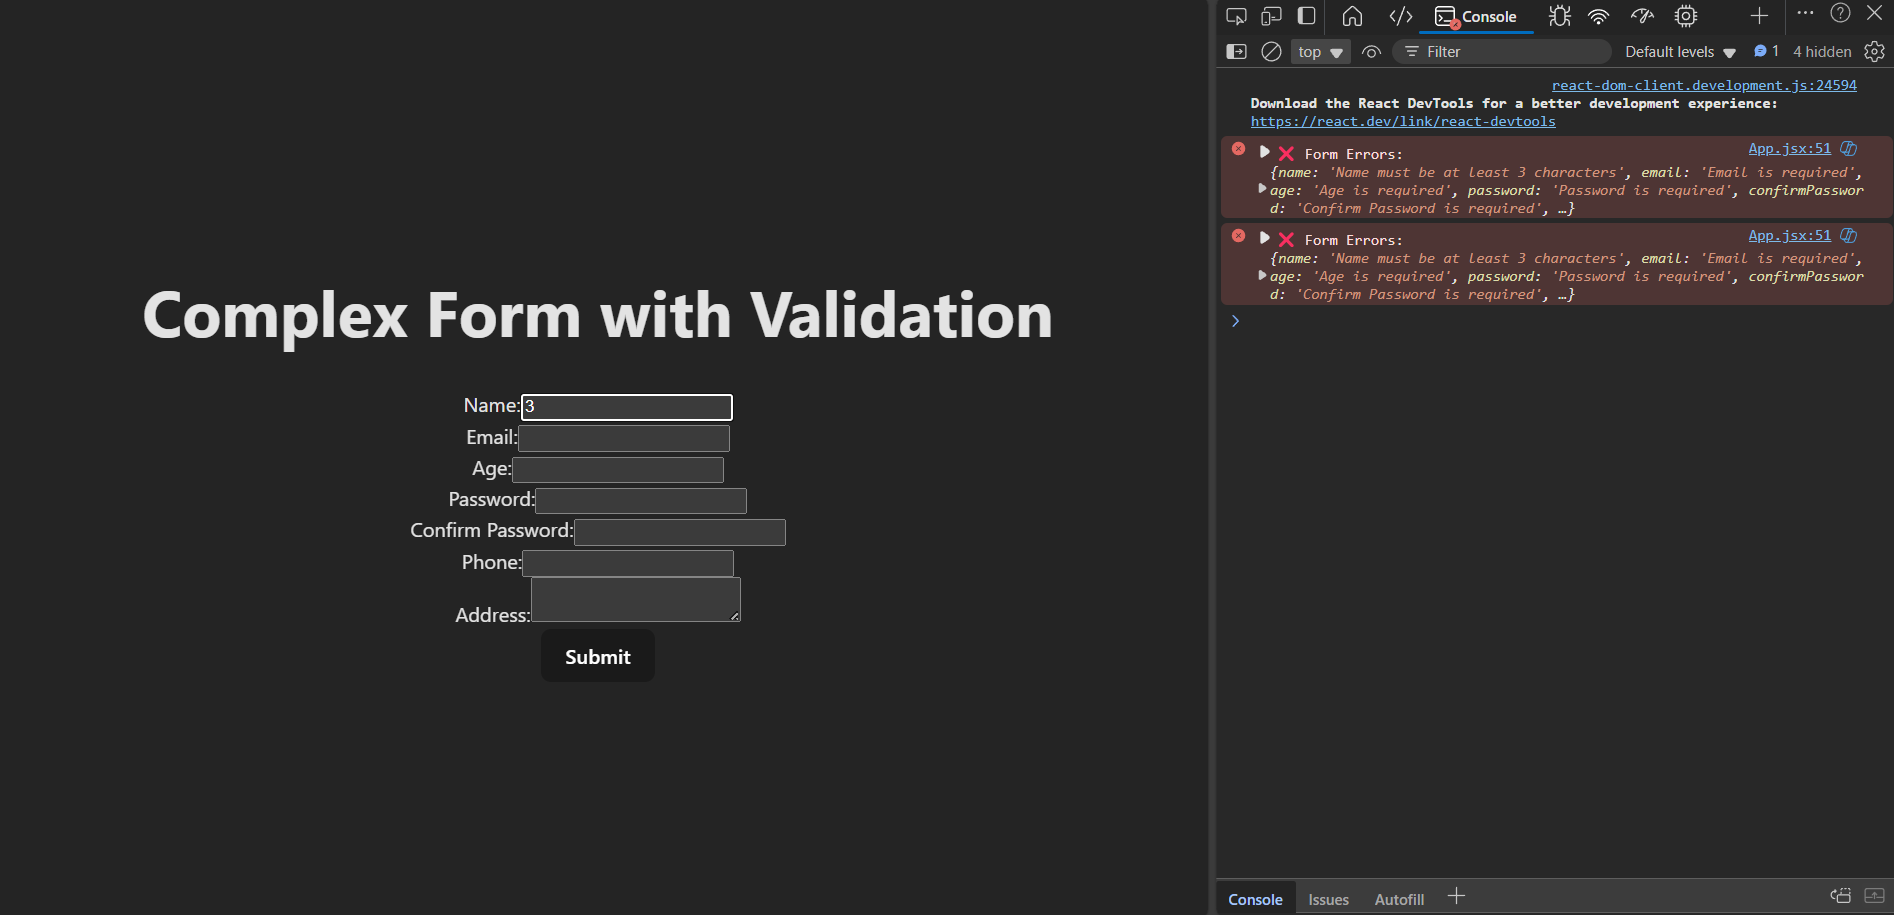 Complex Form with Validation
Name:3
Email:
Age:
Password:
Confirm Password:
Phone:
Address:
Submit
Console
top
Filter
Default levels
1
4 hidden
react-dom-client.development.js:24594
Download the React DevTools for a better development experience:
https://react.dev/link/react-devtools
❌ Form Errors: App.jsx:51
{name: 'Name must be at least 3 characters', email: 'Email is required',
age: 'Age is required', password: 'Password is required', confirmPasswor
d: 'Confirm Password is required', …}
❌ Form Errors: App.jsx:51
{name: 'Name must be at least 3 characters', email: 'Email is required',
age: 'Age is required', password: 'Password is required', confirmPasswor
d: 'Confirm Password is required', …}
Console Issues Autofill